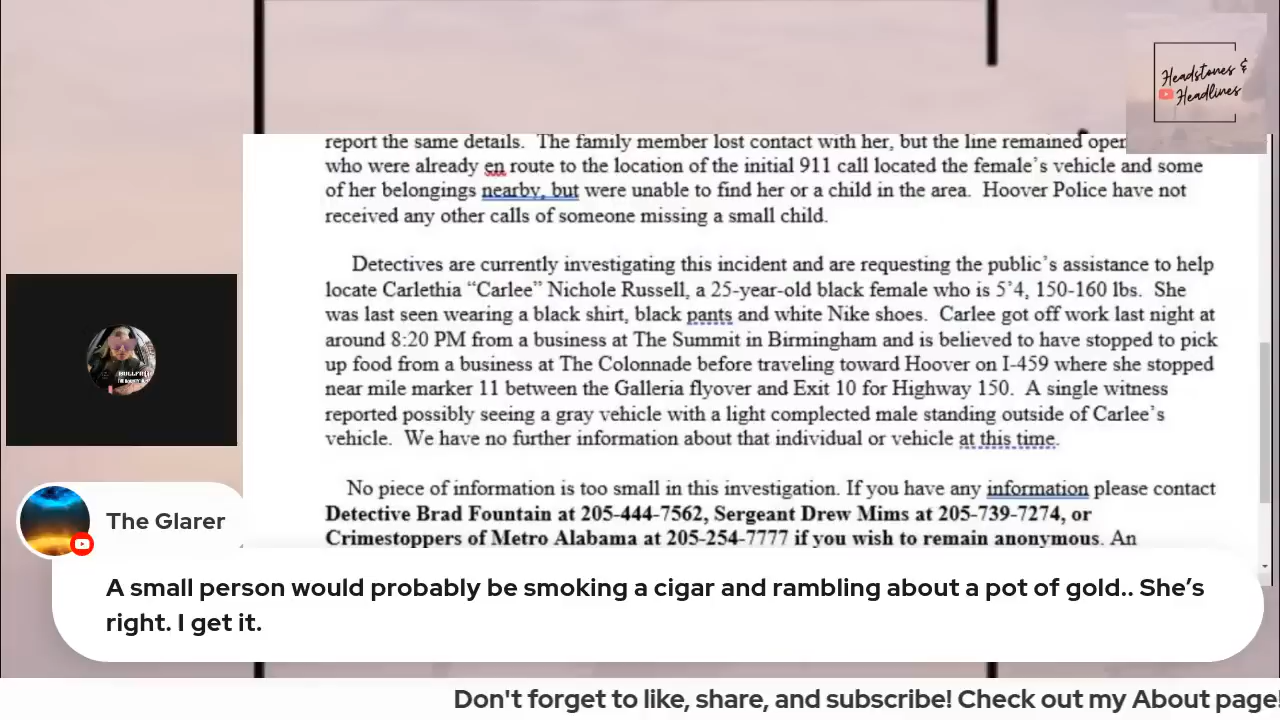 Headstones &
Headlines
report the same details.  The family member lost contact with her, but the line remained open
who were already en route to the location of the initial 911 call located the female's vehicle and some
of her belongings nearby, but were unable to find her or a child in the area.  Hoover Police have not
received any other calls of someone missing a small child.
Detectives are currently investigating this incident and are requesting the public's assistance to help
locate Carlethia “Carlee” Nichole Russell, a 25-year-old black female who is 5'4, 150-160 lbs.  She
was last seen wearing a black shirt, black pants and white Nike shoes.  Carlee got off work last night at
around 8:20 PM from a business at The Summit in Birmingham and is believed to have stopped to pick
up food from a business at The Colonnade before traveling toward Hoover on I-459 where she stopped
near mile marker 11 between the Galleria flyover and Exit 10 for Highway 150.  A single witness
reported possibly seeing a gray vehicle with a light complected male standing outside of Carlee's
vehicle.  We have no further information about that individual or vehicle at this time.
No piece of information is too small in this investigation. If you have any information please contact
Detective Brad Fountain at 205-444-7562, Sergeant Drew Mims at 205-739-7274, or
Crimestoppers of Metro Alabama at 205-254-7777 if you wish to remain anonymous. An
The Glarer
A small person would probably be smoking a cigar and rambling about a pot of gold.. She’s
right. I get it.
Don't forget to like, share, and subscribe! Check out my About page!